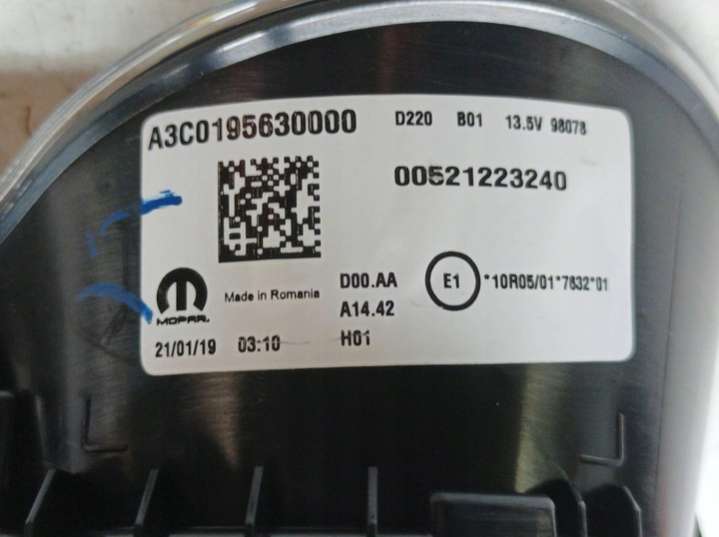 A3C0195630000 D220 B01 13.5V 98078
00521223240
MOPAR.
Made in Romania
D00.AA
A14.42
H01
E1 *10R05/01*7832*01
21/01/19 03:10